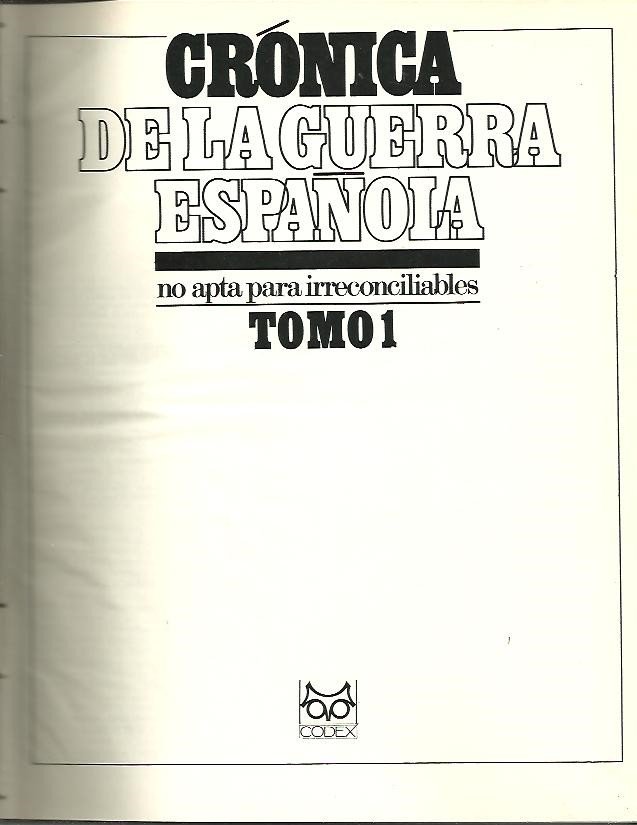 CRÓNICA
DE LA GUERRA
ESPAÑOLA
no apta para irreconciliables
TOMO 1
CODEX